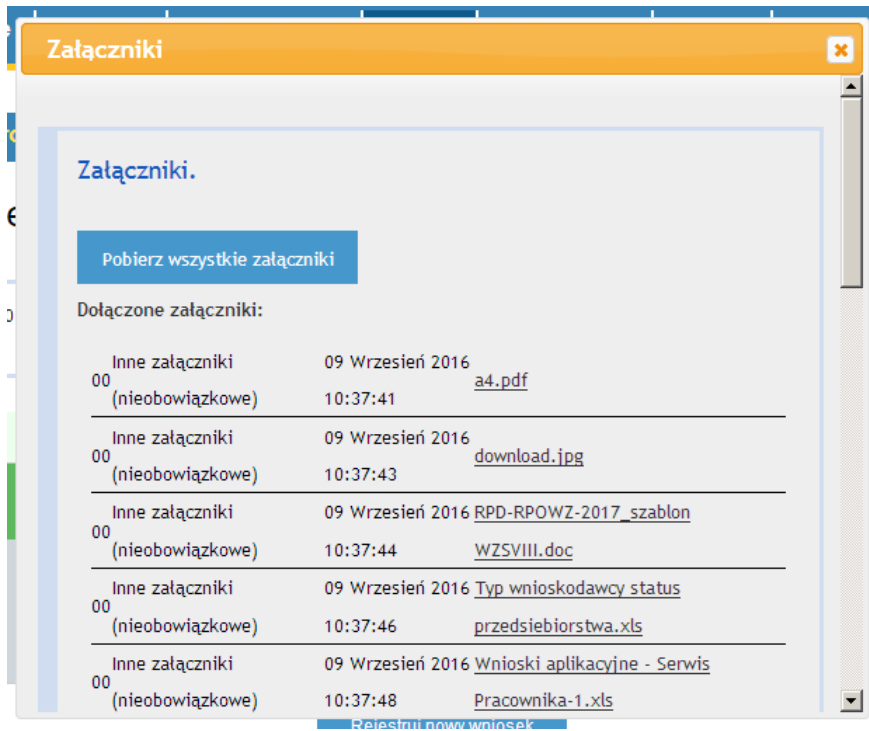 Załączniki
Załączniki.
Pobierz wszystkie załączniki
Dołączone załączniki:
00 Inne załączniki (nieobowiązkowe) 09 Wrzesień 2016 10:37:41 a4.pdf
00 Inne załączniki (nieobowiązkowe) 09 Wrzesień 2016 10:37:43 download.jpg
00 Inne załączniki (nieobowiązkowe) 09 Wrzesień 2016 10:37:44 RPD-RPOWZ-2017_szablon WZSVIII.doc
00 Inne załączniki (nieobowiązkowe) 09 Wrzesień 2016 10:37:46 Typ wnioskodawcy status przedsiebiorstwa.xls
00 Inne załączniki (nieobowiązkowe) 09 Wrzesień 2016 10:37:48 Wnioski aplikacyjne - Serwis Pracownika-1.xls
Rejestruj nowy wniosek